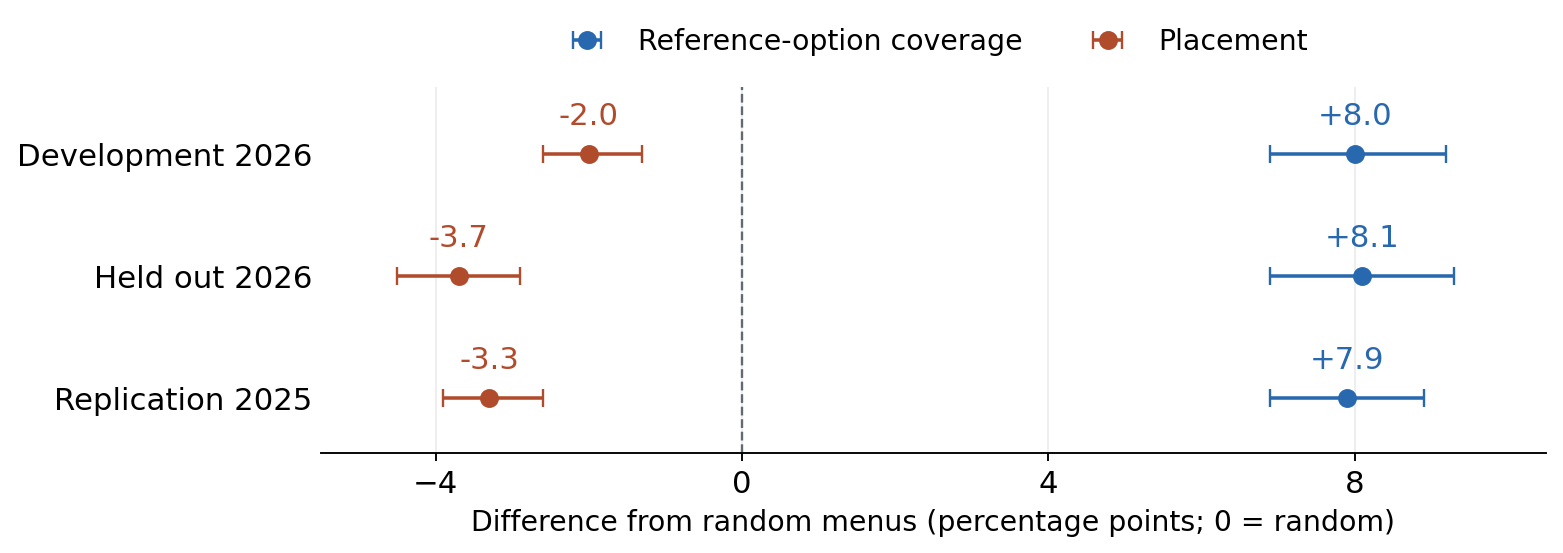 Reference-option coverage Placement
-2.0 +8.0
Development 2026
-3.7 +8.1
Held out 2026
-3.3 +7.9
Replication 2025
−4 0 4 8
Difference from random menus (percentage points; 0 = random)